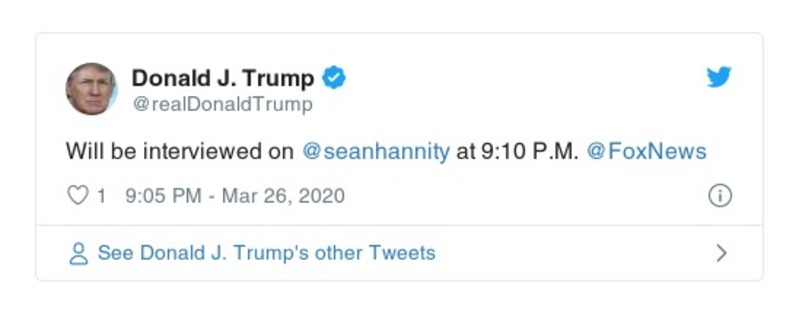 Donald J. Trump
@realDonaldTrump
Will be interviewed on @seanhannity at 9:10 P.M. @FoxNews
1 9:05 PM - Mar 26, 2020
See Donald J. Trump's other Tweets